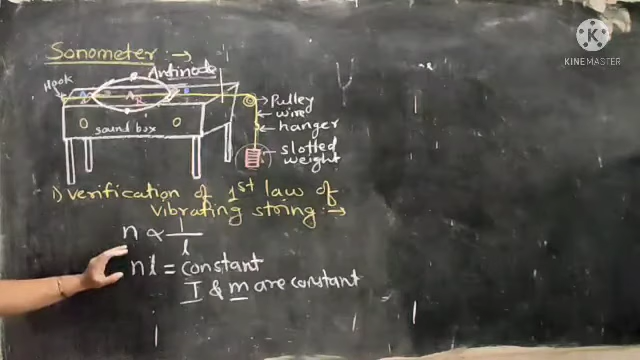 Sonometer →
Hook
Antinode
A
B
Pulley
wire
hanger
slotted
weight
sound box
1) Verification of 1st law of
vibrating string :→
n ∝ 1/l
nl = constant
T & m are constant
K
KINEMASTER